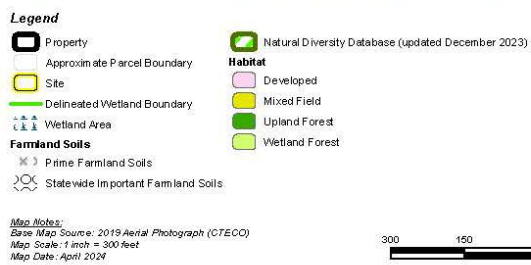 Legend
Property
Approximate Parcel Boundary
Site
Delineated Wetland Boundary
Wetland Area
Farmland Soils
Prime Farmland Soils
Statewide Important Farmland Soils
Natural Diversity Database (updated December 2023)
Habitat
Developed
Mixed Field
Upland Forest
Wetland Forest
Map Notes:
Base Map Source: 2019 Aerial Photograph (CTECO)
Map Scale: 1 inch = 300 feet
Map Date: April 2024
300 150